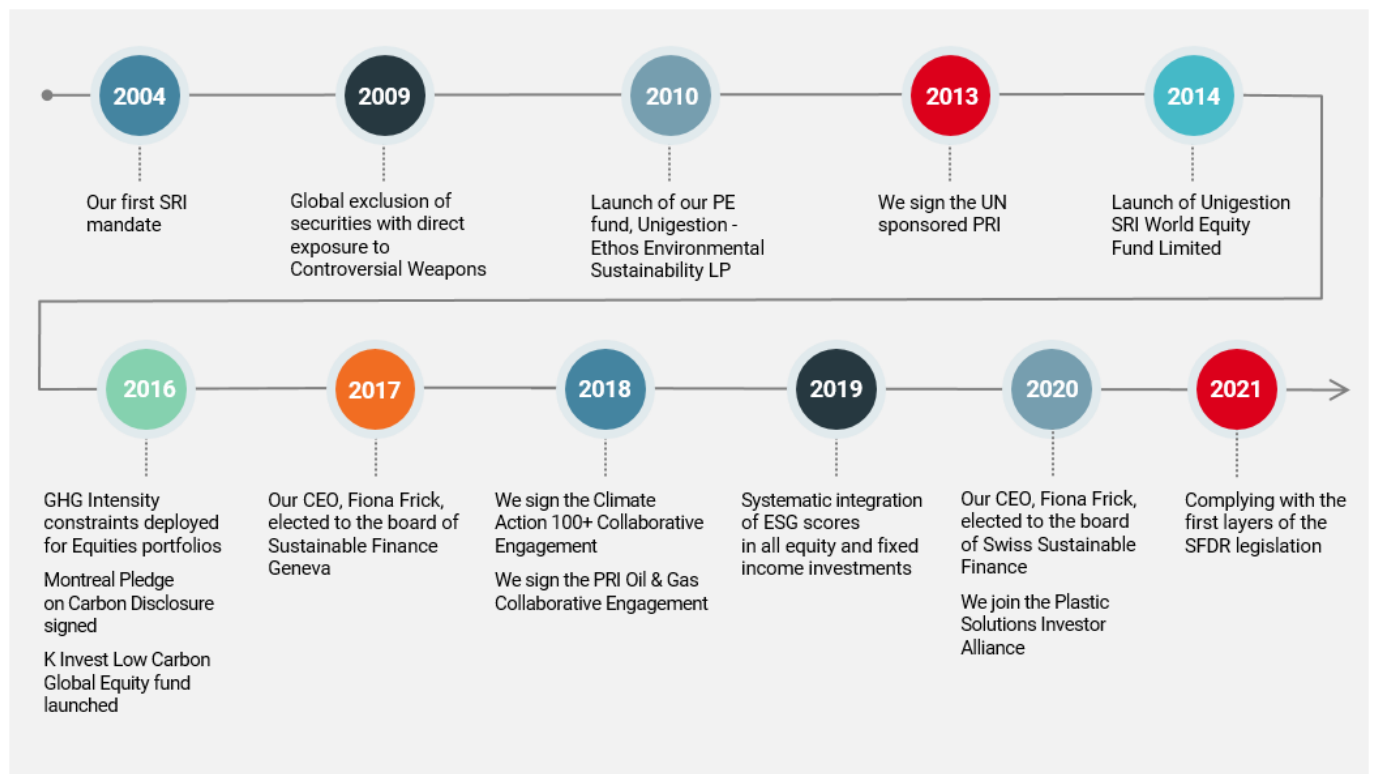 2004
2009
2010
2013
2014
Our first SRI
mandate
Global exclusion of
securities with direct
exposure to
Controversial Weapons
Launch of our PE
fund, Unigestion -
Ethos Environmental
Sustainability LP
We sign the UN
sponsored PRI
Launch of Unigestion
SRI World Equity
Fund Limited
2016
2017
2018
2019
2020
2021
GHG Intensity
constraints deployed
for Equities portfolios
Montreal Pledge
on Carbon Disclosure
signed
K Invest Low Carbon
Global Equity fund
launched
Our CEO, Fiona Frick,
elected to the board of
Sustainable Finance
Geneva
We sign the Climate
Action 100+ Collaborative
Engagement
We sign the PRI Oil & Gas
Collaborative Engagement
Systematic integration
of ESG scores
in all equity and fixed
income investments
Our CEO, Fiona Frick,
elected to the board
of Swiss Sustainable
Finance
We join the Plastic
Solutions Investor
Alliance
Complying with the
first layers of the
SFDR legislation